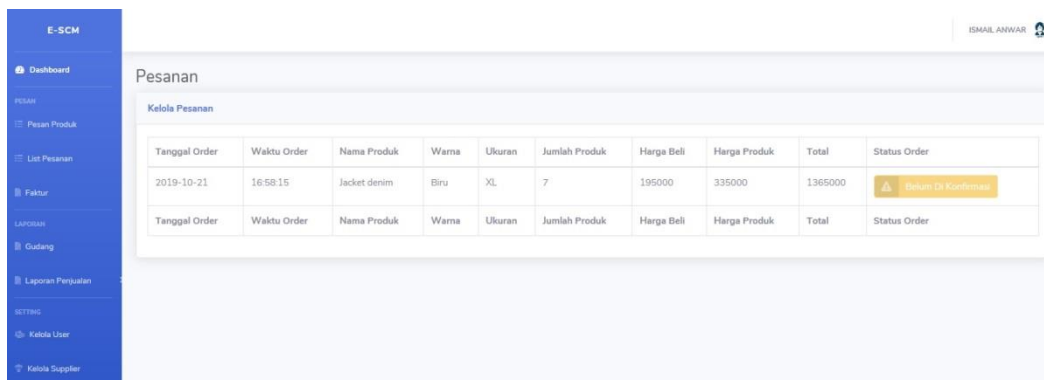 E-SCM
ISMAIL ANWAR
Dashboard
PESAN
Pesan Produk
List Pesanan
Faktur
LAPORAN
Gudang
Laporan Penjualan
SETTING
Kelola User
Kelola Supplier
Pesanan
Kelola Pesanan
Tanggal Order Waktu Order Nama Produk Warna Ukuran Jumlah Produk Harga Beli Harga Produk Total Status Order
2019-10-21 16:58:15 Jacket denim Biru XL 7 195000 335000 1365000 Belum Di Konfirmasi
Tanggal Order Waktu Order Nama Produk Warna Ukuran Jumlah Produk Harga Beli Harga Produk Total Status Order